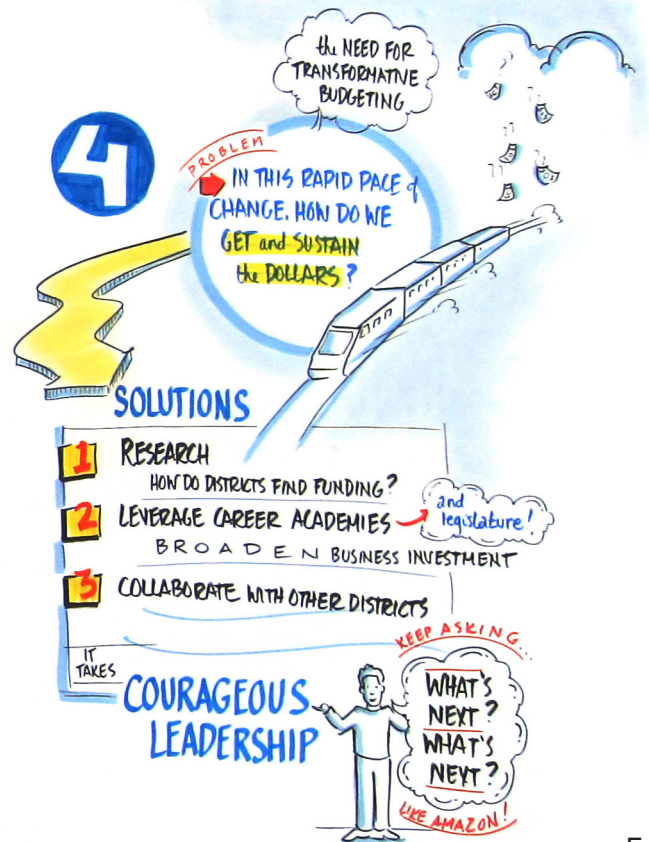 the NEED FOR
TRANSFORMATIVE
BUDGETING
4
PROBLEM
IN THIS RAPID PACE of
CHANGE. HOW DO WE
GET and SUSTAIN
the DOLLARS?
SOLUTIONS
1 RESEARCH
HOW DO DISTRICTS FIND FUNDING?
2 LEVERAGE CAREER ACADEMIES
and
legislature!
BROADEN BUSINESS INVESTMENT
3 COLLABORATE WITH OTHER DISTRICTS
IT
TAKES
COURAGEOUS
LEADERSHIP
KEEP ASKING...
WHAT'S
NEXT?
WHAT'S
NEXT?
LIKE AMAZON!